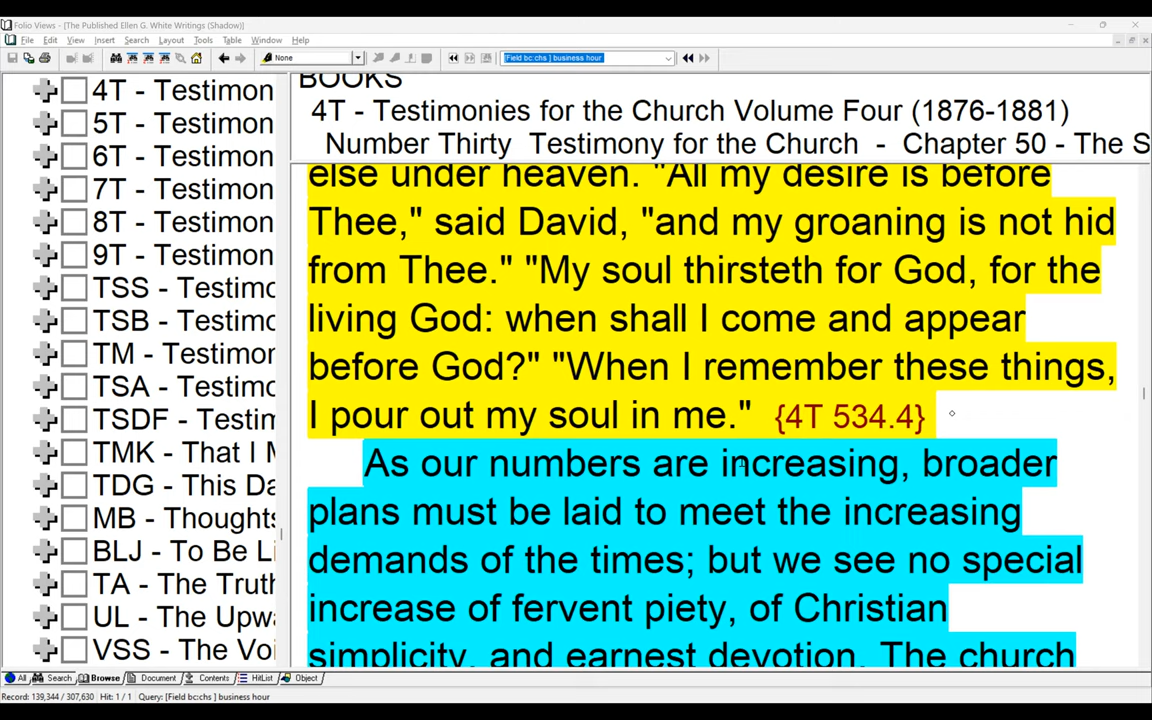 Folio Views - [The Published Ellen G. White Writings (Shadow)]
File Edit View Insert Search Layout Tools Table Window Help
None
[Field bc:chs ] business hour
4T - Testimon
5T - Testimon
6T - Testimon
7T - Testimon
8T - Testimon
9T - Testimon
TSS - Testimo
TSB - Testimo
TM - Testimon
TSA - Testimo
TSDF - Testim
TMK - That I M
TDG - This Da
MB - Thoughts
BLJ - To Be Li
TA - The Truth
UL - The Upw
VSS - The Voi
BOOKS
4T - Testimonies for the Church Volume Four (1876-1881)
Number Thirty Testimony for the Church - Chapter 50 - The S
else under heaven. "All my desire is before
Thee," said David, "and my groaning is not hid
from Thee." "My soul thirsteth for God, for the
living God: when shall I come and appear
before God?" "When I remember these things,
I pour out my soul in me." {4T 534.4}
As our numbers are increasing, broader
plans must be laid to meet the increasing
demands of the times; but we see no special
increase of fervent piety, of Christian
simplicity, and earnest devotion. The church
All Search Browse Document Contents HitList Object
Record: 139,344 / 307,630 Hit: 1 / 1 Query: [Field bc:chs ] business hour